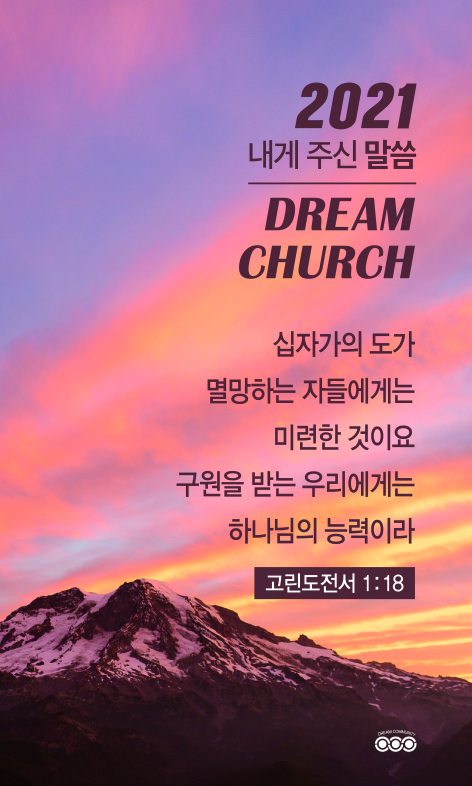 2021
내게 주신 말씀
DREAM
CHURCH
십자가의 도가
멸망하는 자들에게는
미련한 것이요
구원을 받는 우리에게는
하나님의 능력이라
고린도전서 1:18
DREAM COMMUNITY